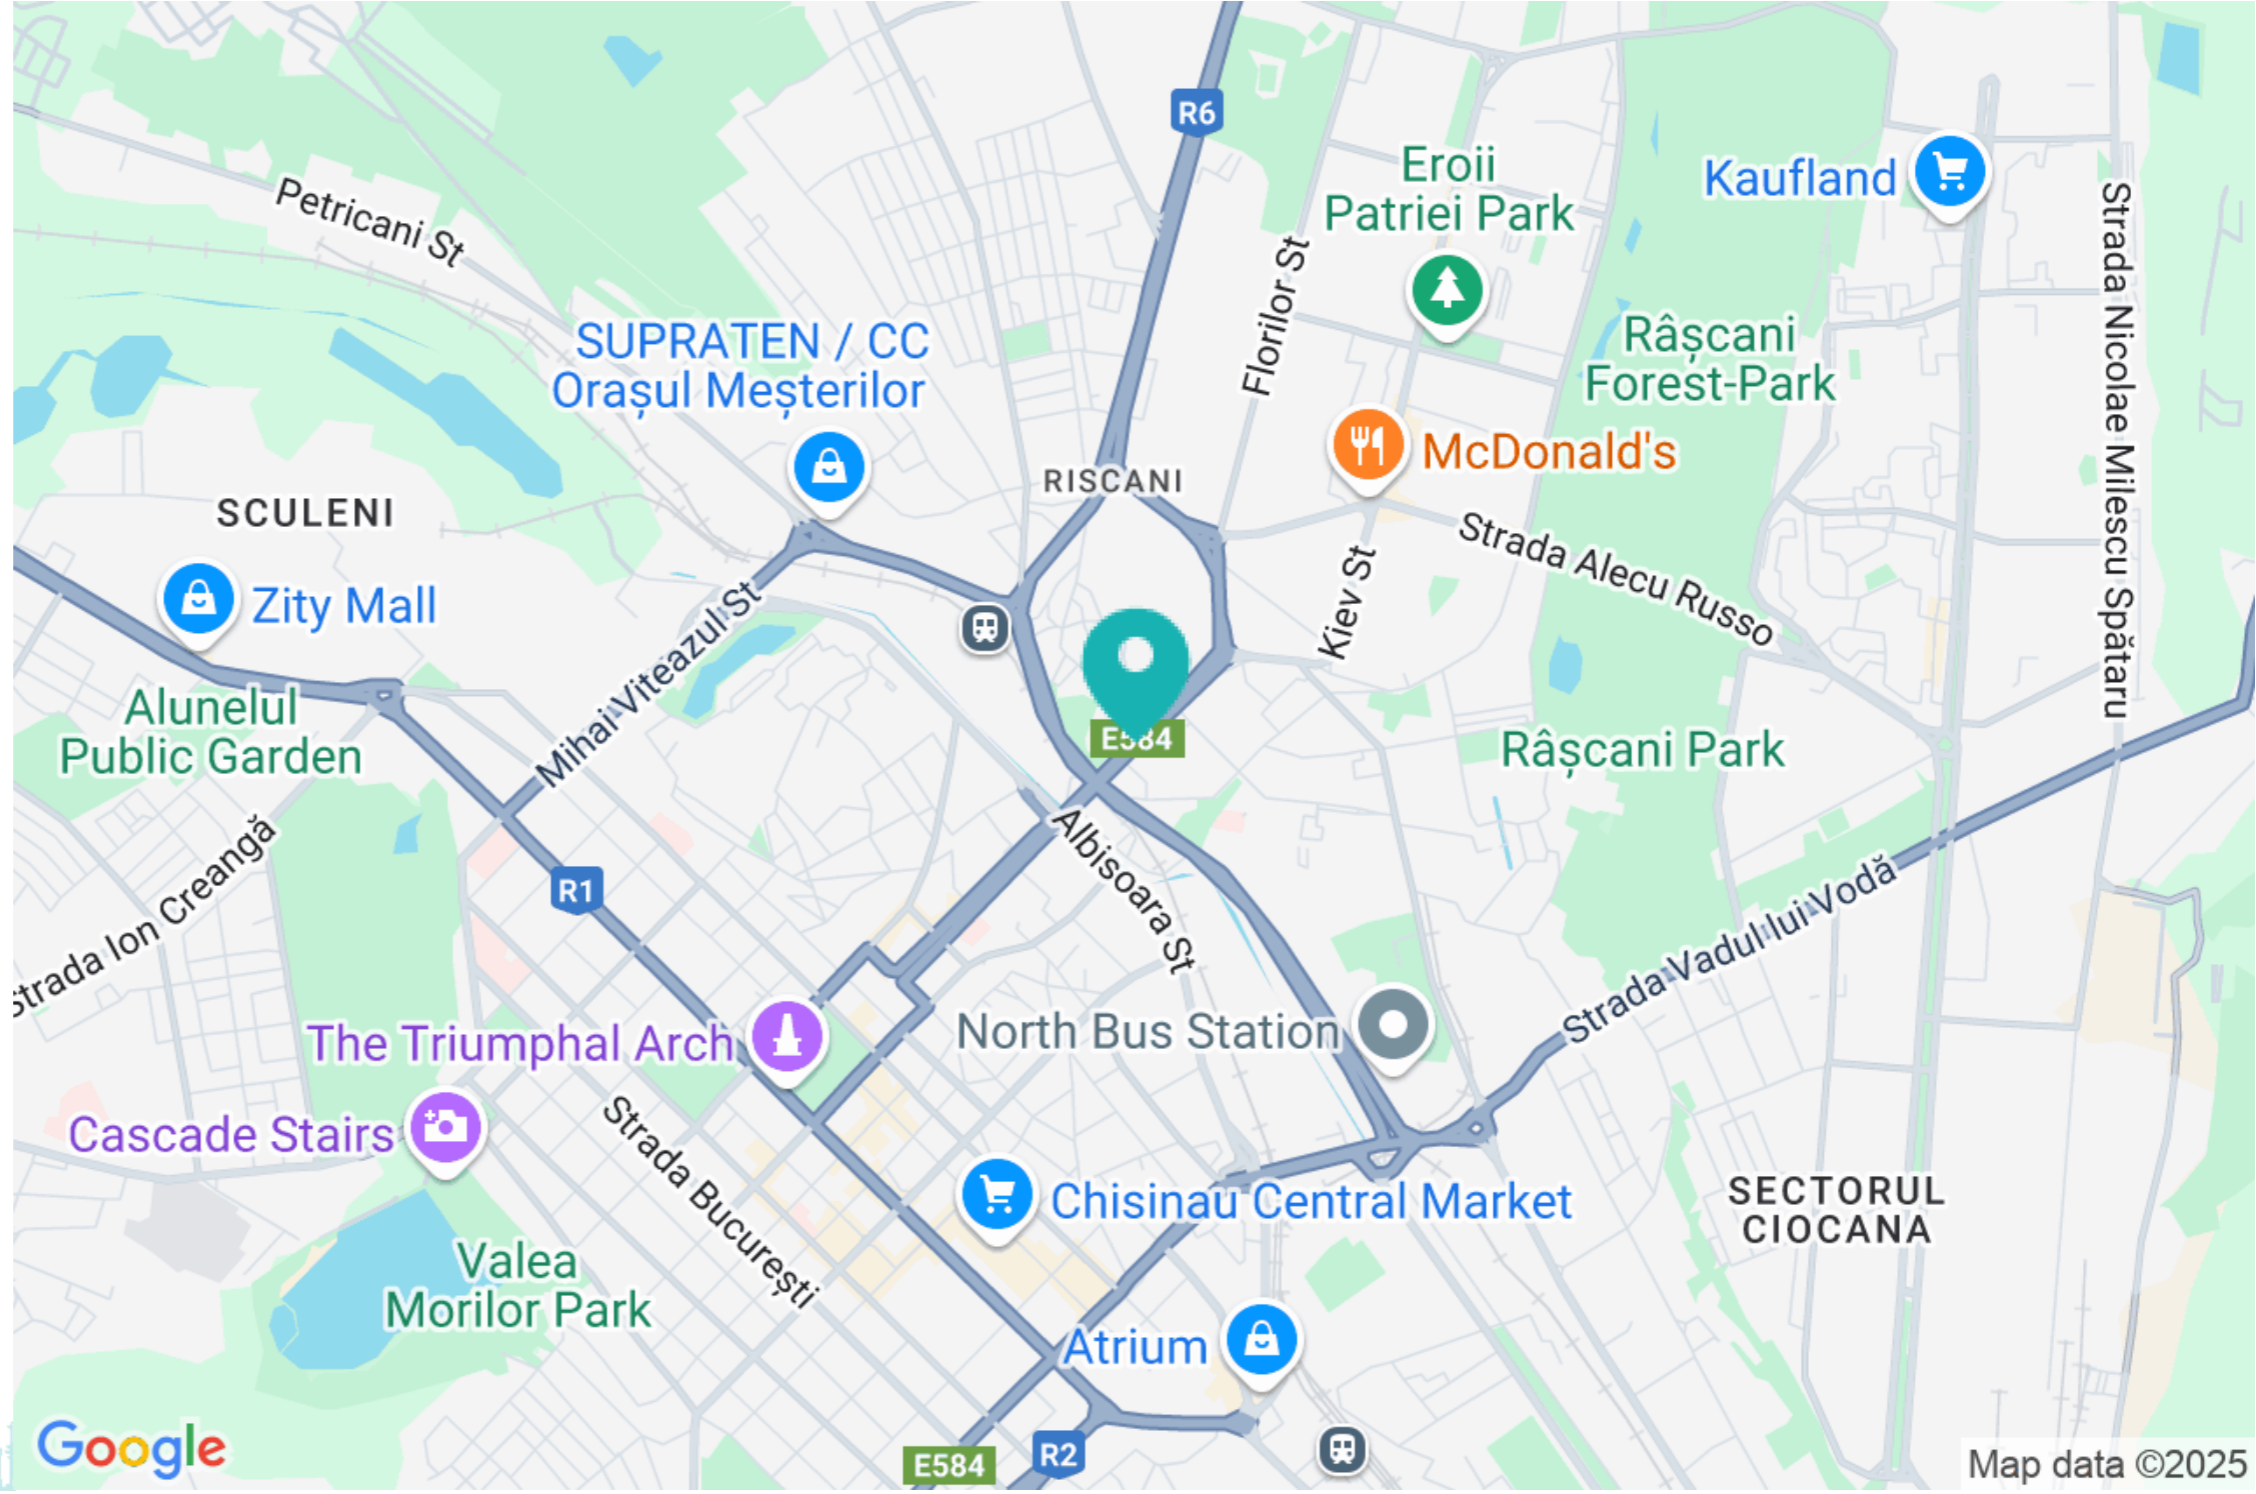 R6
Eroii
Patriei Park
Kaufland
Petricani St
Strada Nicolae Milescu Spătaru
Florilor St
SUPRATEN / CC
Orașul Meșterilor
Râșcani
Forest-Park
McDonald's
RISCANI
SCULENI
Strada Alecu Russo
Zity Mall
Kiev St
Mihai Viteazul St
Alunelul
Public Garden
E584
Râșcani Park
Strada Ion Creangă
Albisoara St
R1
Strada Vadul lui Vodă
The Triumphal Arch
North Bus Station
Cascade Stairs
Strada București
Chisinau Central Market
SECTORUL
CIOCANA
Valea
Morilor Park
Atrium
Google
E584
R2
Map data ©2025